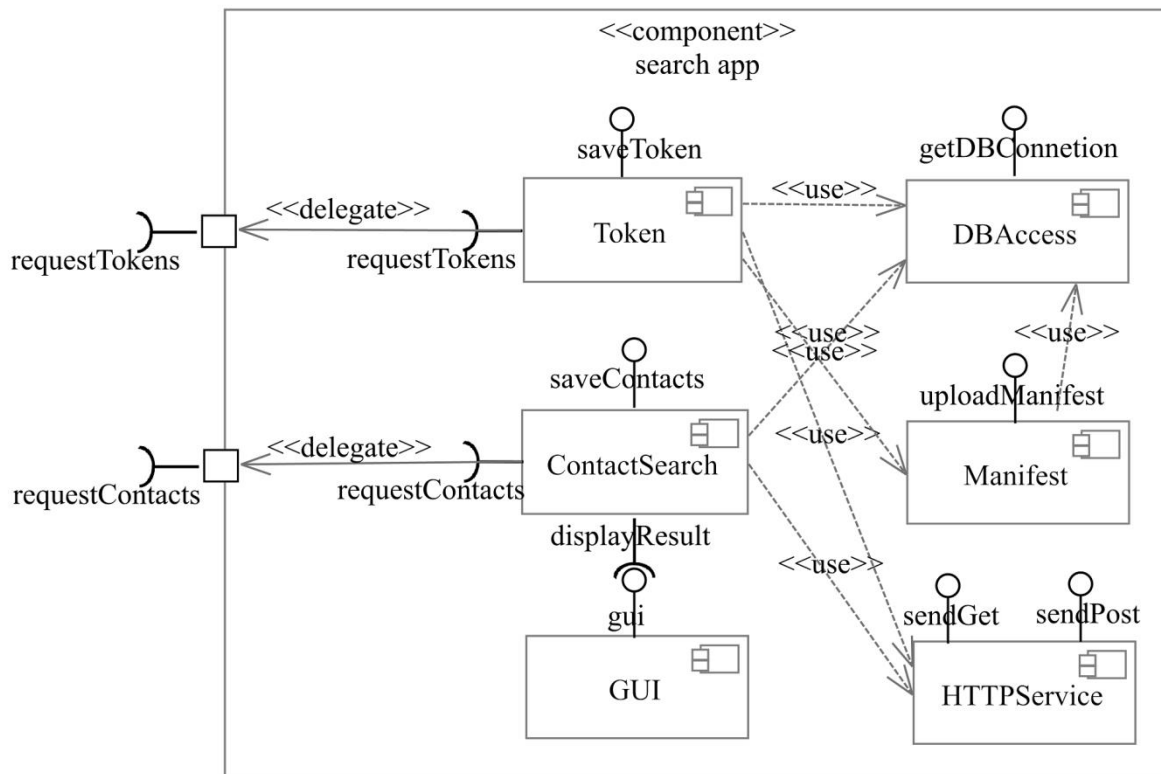 <<component>>
search app
saveToken
getDBConnetion
<<delegate>>
<<use>>
Token
DBAccess
requestTokens
requestTokens
<<use>>
<<use>>
<<use>>
saveContacts
uploadManifest
<<delegate>>
<<use>>
ContactSearch
Manifest
requestContacts
requestContacts
displayResult
<<use>>
gui
sendGet
sendPost
GUI
HTTPService